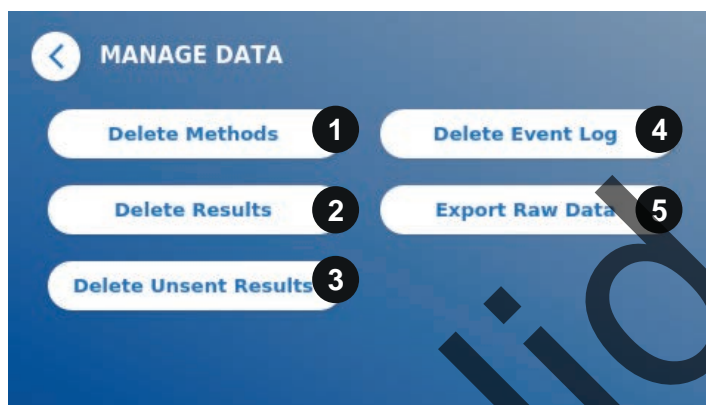 MANAGE DATA
Delete Methods 1
Delete Results 2
Delete Unsent Results 3
Delete Event Log 4
Export Raw Data 5